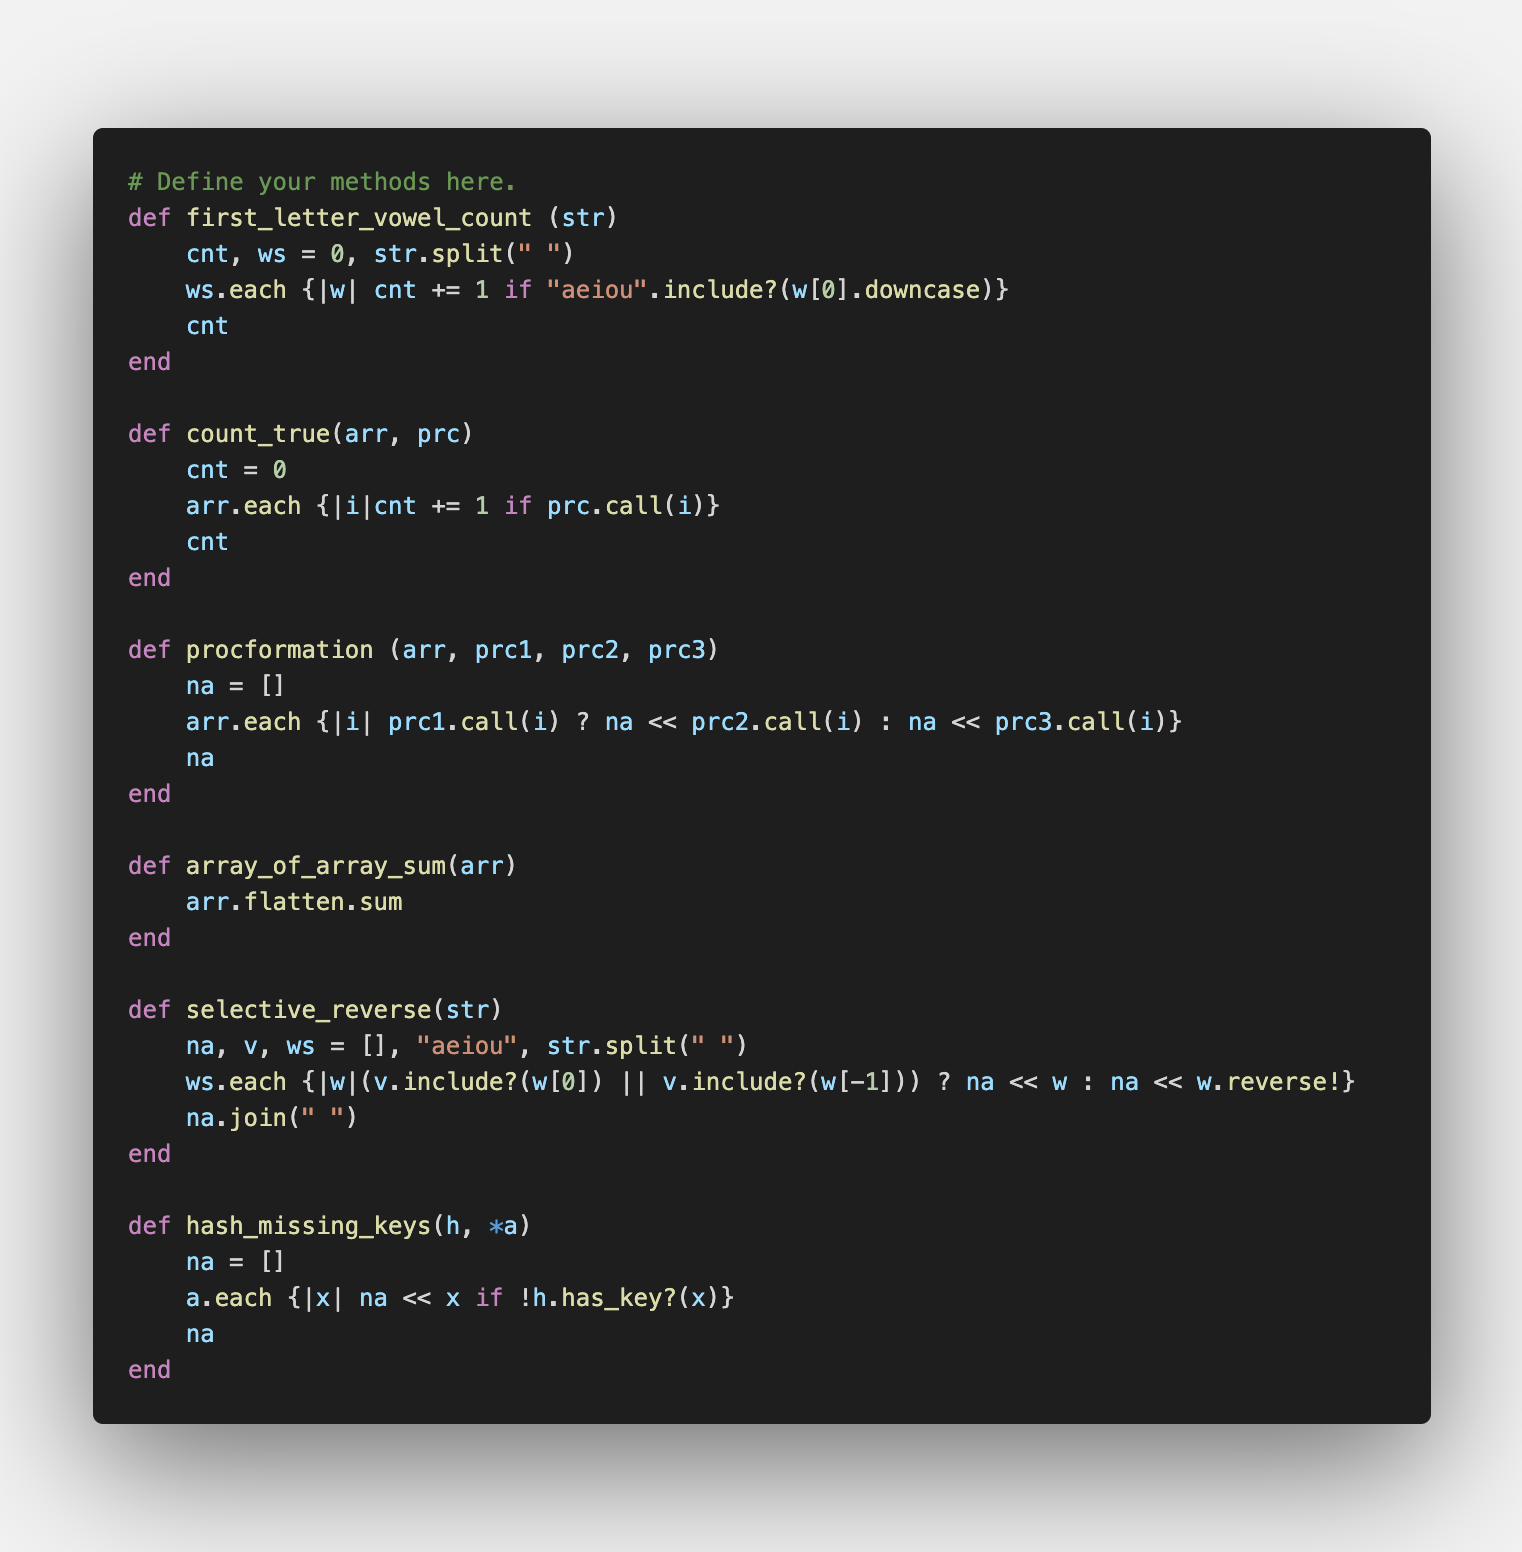 # Define your methods here.
def first_letter_vowel_count (str)
    cnt, ws = 0, str.split(" ")
    ws.each {|w| cnt += 1 if "aeiou".include?(w[0].downcase)}
    cnt
end

def count_true(arr, prc)
    cnt = 0
    arr.each {|i|cnt += 1 if prc.call(i)}
    cnt
end

def procformation (arr, prc1, prc2, prc3)
    na = []
    arr.each {|i| prc1.call(i) ? na << prc2.call(i) : na << prc3.call(i)}
    na
end

def array_of_array_sum(arr)
    arr.flatten.sum
end

def selective_reverse(str)
    na, v, ws = [], "aeiou", str.split(" ")
    ws.each {|w|(v.include?(w[0]) || v.include?(w[-1])) ? na << w : na << w.reverse!}
    na.join(" ")
end

def hash_missing_keys(h, *a)
    na = []
    a.each {|x| na << x if !h.has_key?(x)}
    na
end